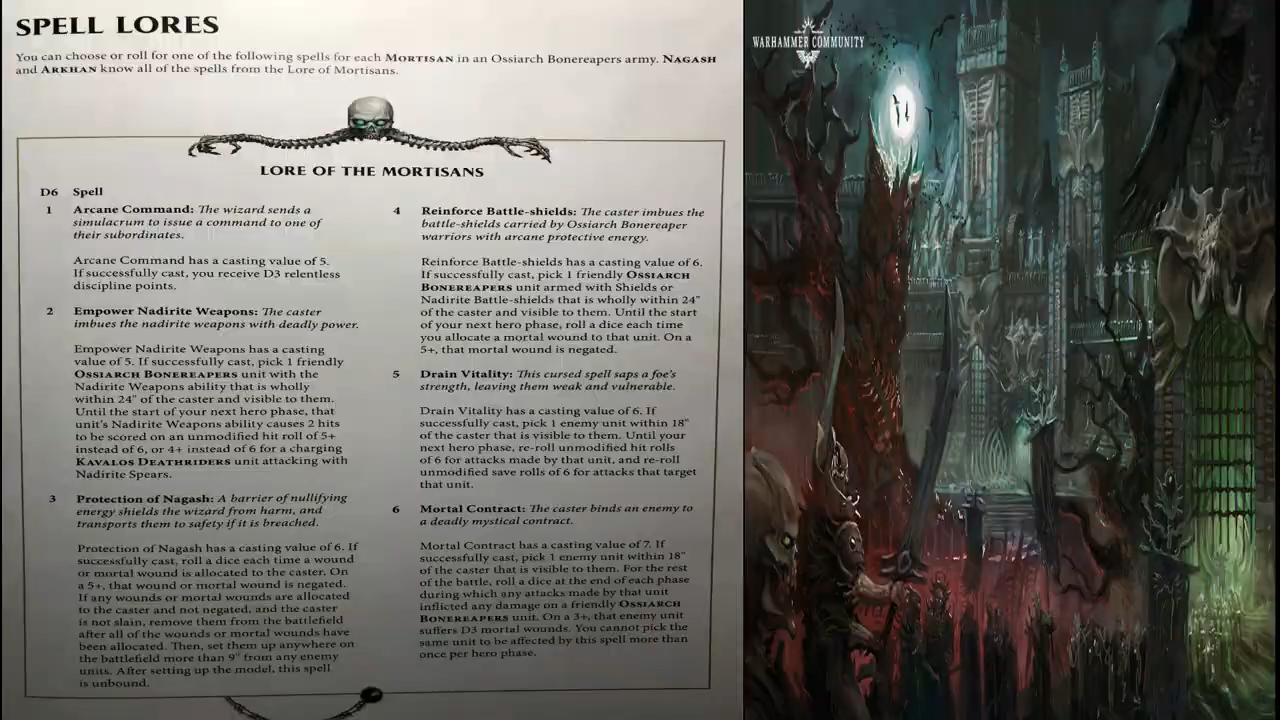 SPELL LORES
You can choose or roll for one of the following spells for each MORTISAN in an Ossiarch Bonereapers army. NAGASH
and ARKHAN know all of the spells from the Lore of Mortisans.
LORE OF THE MORTISANS
D6 Spell
1 Arcane Command: The wizard sends a
simulacrum to issue a command to one of
their subordinates.
Arcane Command has a casting value of 5.
If successfully cast, you receive D3 relentless
discipline points.
2 Empower Nadirite Weapons: The caster
imbues the nadirite weapons with deadly power.
Empower Nadirite Weapons has a casting
value of 5. If successfully cast, pick 1 friendly
OSSIARCH BONEREAPERS unit with the
Nadirite Weapons ability that is wholly
within 24" of the caster and visible to them.
Until the start of your next hero phase, that
unit's Nadirite Weapons ability causes 2 hits
to be scored on an unmodified hit roll of 5+
instead of 6, or 4+ instead of 6 for a charging
KAVALOS DEATHRIDERS unit attacking with
Nadirite Spears.
3 Protection of Nagash: A barrier of nullifying
energy shields the wizard from harm, and
transports them to safety if it is breached.
Protection of Nagash has a casting value of 6. If
successfully cast, roll a dice each time a wound
or mortal wound is allocated to the caster. On
a 5+, that wound or mortal wound is negated.
If any wounds or mortal wounds are allocated
to the caster and not negated, and the caster
is not slain, remove them from the battlefield
after all of the wounds or mortal wounds have
been allocated. Then, set them up anywhere on
the battlefield more than 9" from any enemy
units. After setting up the model, this spell
is unbound.
4 Reinforce Battle-shields: The caster imbues the
battle-shields carried by Ossiarch Bonereaper
warriors with arcane protective energy.
Reinforce Battle-shields has a casting value of 6.
If successfully cast, pick 1 friendly OSSIARCH
BONEREAPERS unit armed with Shields or
Nadirite Battle-shields that is wholly within 24"
of the caster and visible to them. Until the start
of your next hero phase, roll a dice each time
you allocate a mortal wound to that unit. On a
5+, that mortal wound is negated.
5 Drain Vitality: This cursed spell saps a foe's
strength, leaving them weak and vulnerable.
Drain Vitality has a casting value of 6. If
successfully cast, pick 1 enemy unit within 18"
of the caster that is visible to them. Until your
next hero phase, re-roll unmodified hit rolls
of 6 for attacks made by that unit, and re-roll
unmodified save rolls of 6 for attacks that target
that unit.
6 Mortal Contract: The caster binds an enemy to
a deadly mystical contract.
Mortal Contract has a casting value of 7. If
successfully cast, pick 1 enemy unit within 18"
of the caster that is visible to them. For the rest
of the battle, roll a dice at the end of each phase
during which any attacks made by that unit
inflicted any damage on a friendly OSSIARCH
BONEREAPERS unit. On a 3+, that enemy unit
suffers D3 mortal wounds. You cannot pick the
same unit to be affected by this spell more than
once per hero phase.
WARHAMMER COMMUNITY